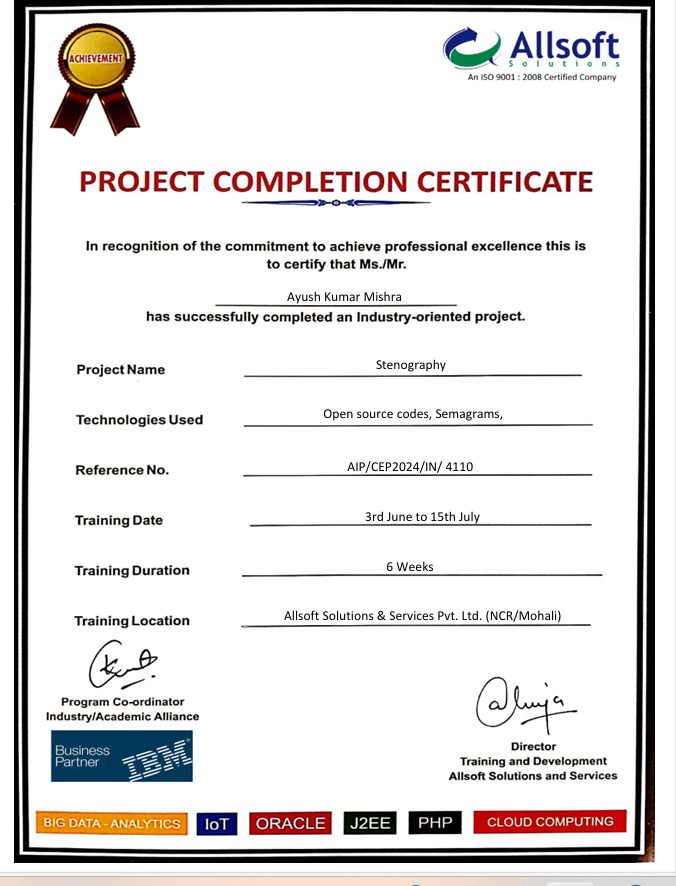 ACHIEVEMENT
Allsoft
Solutions
An ISO 9001 : 2008 Certified Company
PROJECT COMPLETION CERTIFICATE
In recognition of the commitment to achieve professional excellence this is
to certify that Ms./Mr.
Ayush Kumar Mishra
has successfully completed an Industry-oriented project.
Project Name Stenography
Technologies Used Open source codes, Semagrams,
Reference No. AIP/CEP2024/IN/ 4110
Training Date 3rd June to 15th July
Training Duration 6 Weeks
Training Location Allsoft Solutions & Services Pvt. Ltd. (NCR/Mohali)
Program Co-ordinator
Industry/Academic Alliance
Business
Partner
IBM
Director
Training and Development
Allsoft Solutions and Services
BIG DATA - ANALYTICS IoT ORACLE J2EE PHP CLOUD COMPUTING